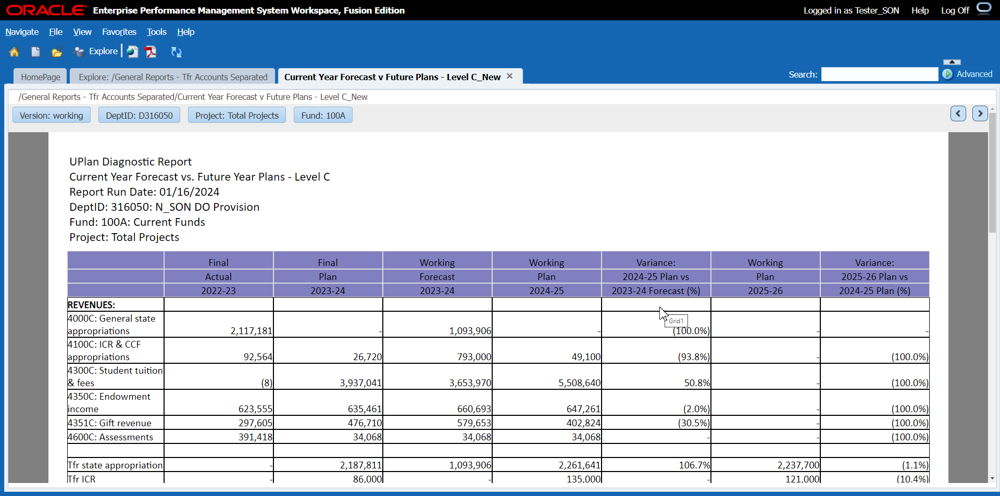 ORACLE Enterprise Performance Management System Workspace, Fusion Edition Logged in as Tester_SON Help Log Off
Navigate File View Favorites Tools Help
Explore
HomePage Explore: /General Reports - Tfr Accounts Separated Current Year Forecast v Future Plans - Level C_New Search: Advanced
/General Reports - Tfr Accounts Separated/Current Year Forecast v Future Plans - Level C_New
Version: working DeptID: D316050 Project: Total Projects Fund: 100A
UPlan Diagnostic Report
Current Year Forecast vs. Future Year Plans - Level C
Report Run Date: 01/16/2024
DeptID: 316050: N_SON DO Provision
Fund: 100A: Current Funds
Project: Total Projects
Final Final Working Working Variance: Working Variance:
Actual Plan Forecast Plan 2024-25 Plan vs Plan 2025-26 Plan vs
2022-23 2023-24 2023-24 2024-25 2023-24 Forecast (%) 2025-26 2024-25 Plan (%)
REVENUES:
Grid1
4000C: General state
appropriations 2,117,181 - 1,093,906 - (100.0%) - -
4100C: ICR & CCF
appropriations 92,564 26,720 793,000 49,100 (93.8%) - (100.0%)
4300C: Student tuition
& fees (8) 3,937,041 3,653,970 5,508,640 50.8% - (100.0%)
4350C: Endowment
income 623,555 635,461 660,693 647,261 (2.0%) - (100.0%)
4351C: Gift revenue 297,605 476,710 579,653 402,824 (30.5%) - (100.0%)
4600C: Assessments 391,418 34,068 34,068 34,068 - - (100.0%)
Tfr state appropriation - 2,187,811 1,093,906 2,261,641 106.7% 2,237,700 (1.1%)
Tfr ICR - 86,000 - 135,000 - 121,000 (10.4%)